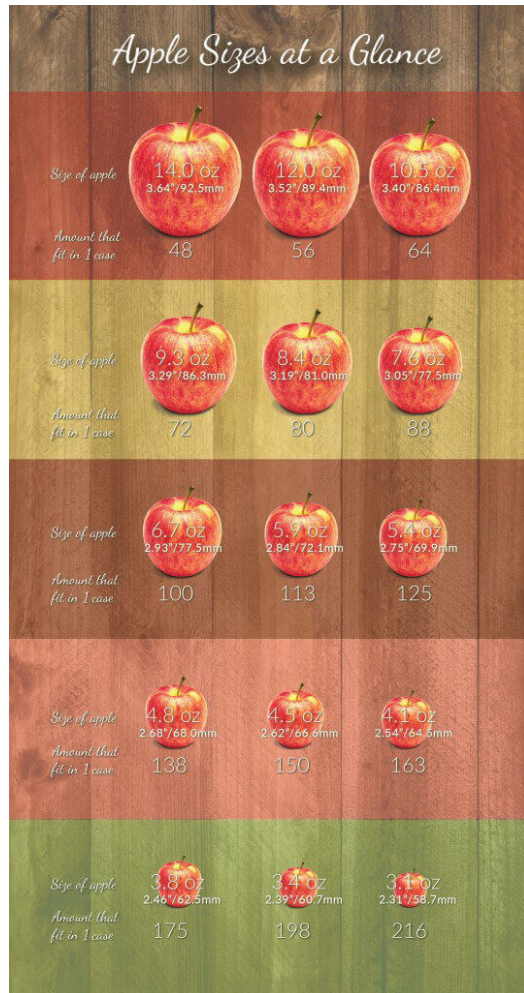 Apple Sizes at a Glance
Size of apple 14.0 oz 12.0 oz 10.5 oz
3.64"/92.5mm 3.52"/89.4mm 3.40"/86.4mm
Amount that
fit in 1 case 48 56 64
Size of apple 9.3 oz 8.4 oz 7.6 oz
3.29"/86.3mm 3.19"/81.0mm 3.05"/77.5mm
Amount that
fit in 1 case 72 80 88
Size of apple 6.7 oz 5.9 oz 5.4 oz
2.93"/77.5mm 2.84"/72.1mm 2.75"/69.9mm
Amount that
fit in 1 case 100 113 125
Size of apple 4.8 oz 4.5 oz 4.1 oz
2.68"/68.0mm 2.62"/66.6mm 2.54"/64.5mm
Amount that
fit in 1 case 138 150 163
Size of apple 3.8 oz 3.4 oz 3.1 oz
2.46"/62.5mm 2.39"/60.7mm 2.31"/58.7mm
Amount that
fit in 1 case 175 198 216